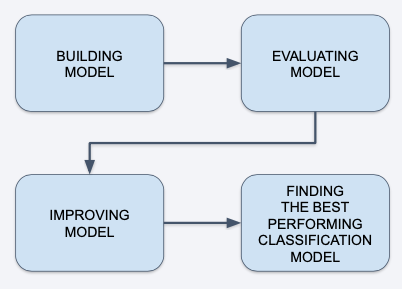 BUILDING
MODEL
EVALUATING
MODEL
IMPROVING
MODEL
FINDING
THE BEST
PERFORMING
CLASSIFICATION
MODEL